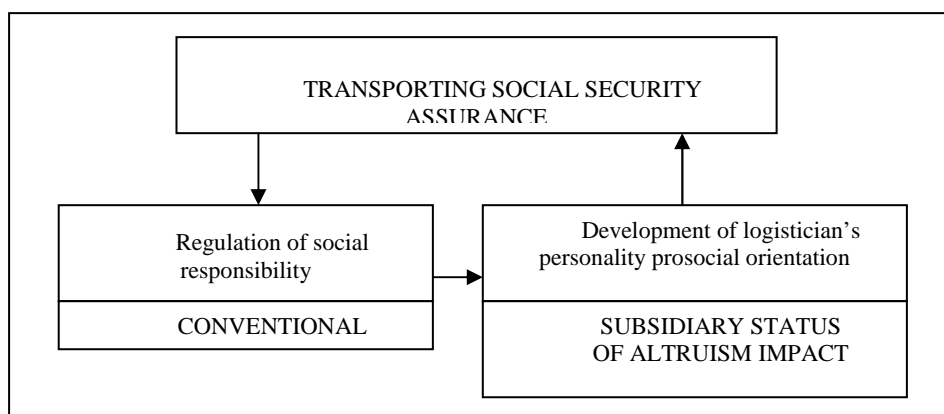 TRANSPORTING SOCIAL SECURITY
ASSURANCE
Regulation of social
responsibility
CONVENTIONAL
Development of logistician’s
personality prosocial orientation
SUBSIDIARY STATUS
OF ALTRUISM IMPACT